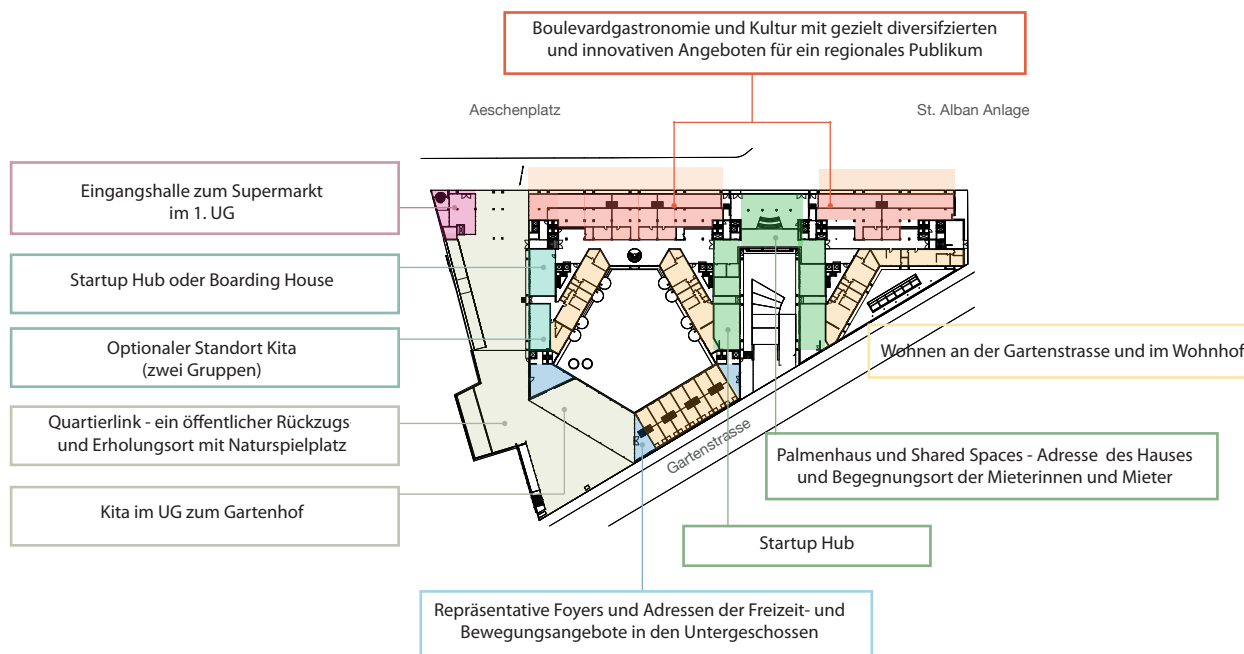 Boulevardgastronomie und Kultur mit gezielt diversifzierten
und innovativen Angeboten für ein regionales Publikum
Aeschenplatz
St. Alban Anlage
Eingangshalle zum Supermarkt
im 1. UG
Startup Hub oder Boarding House
Optionaler Standort Kita
(zwei Gruppen)
Wohnen an der Gartenstrasse und im Wohnhof
Quartierlink - ein öffentlicher Rückzugs
und Erholungsort mit Naturspielplatz
Gartenstrasse
Palmenhaus und Shared Spaces - Adresse des Hauses
und Begegnungsort der Mieterinnen und Mieter
Kita im UG zum Gartenhof
Startup Hub
Repräsentative Foyers und Adressen der Freizeit- und
Bewegungsangebote in den Untergeschossen